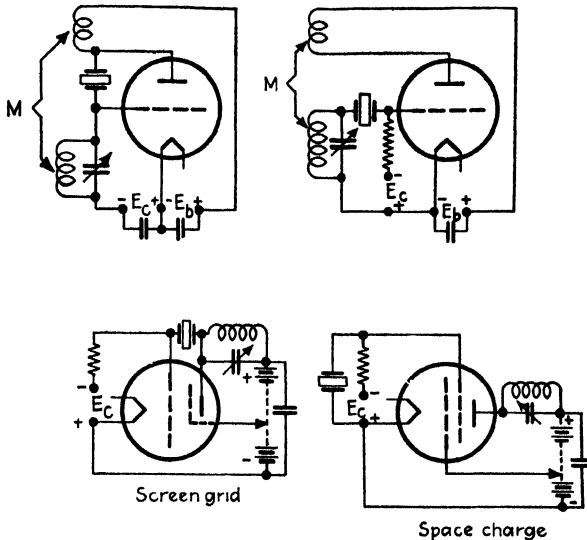 M
- Ec + - Eb +
M
-
Ec
+
- Eb +
-
Ec
+
+
-
Screen grid
-
Ec
+
+
-
Space charge